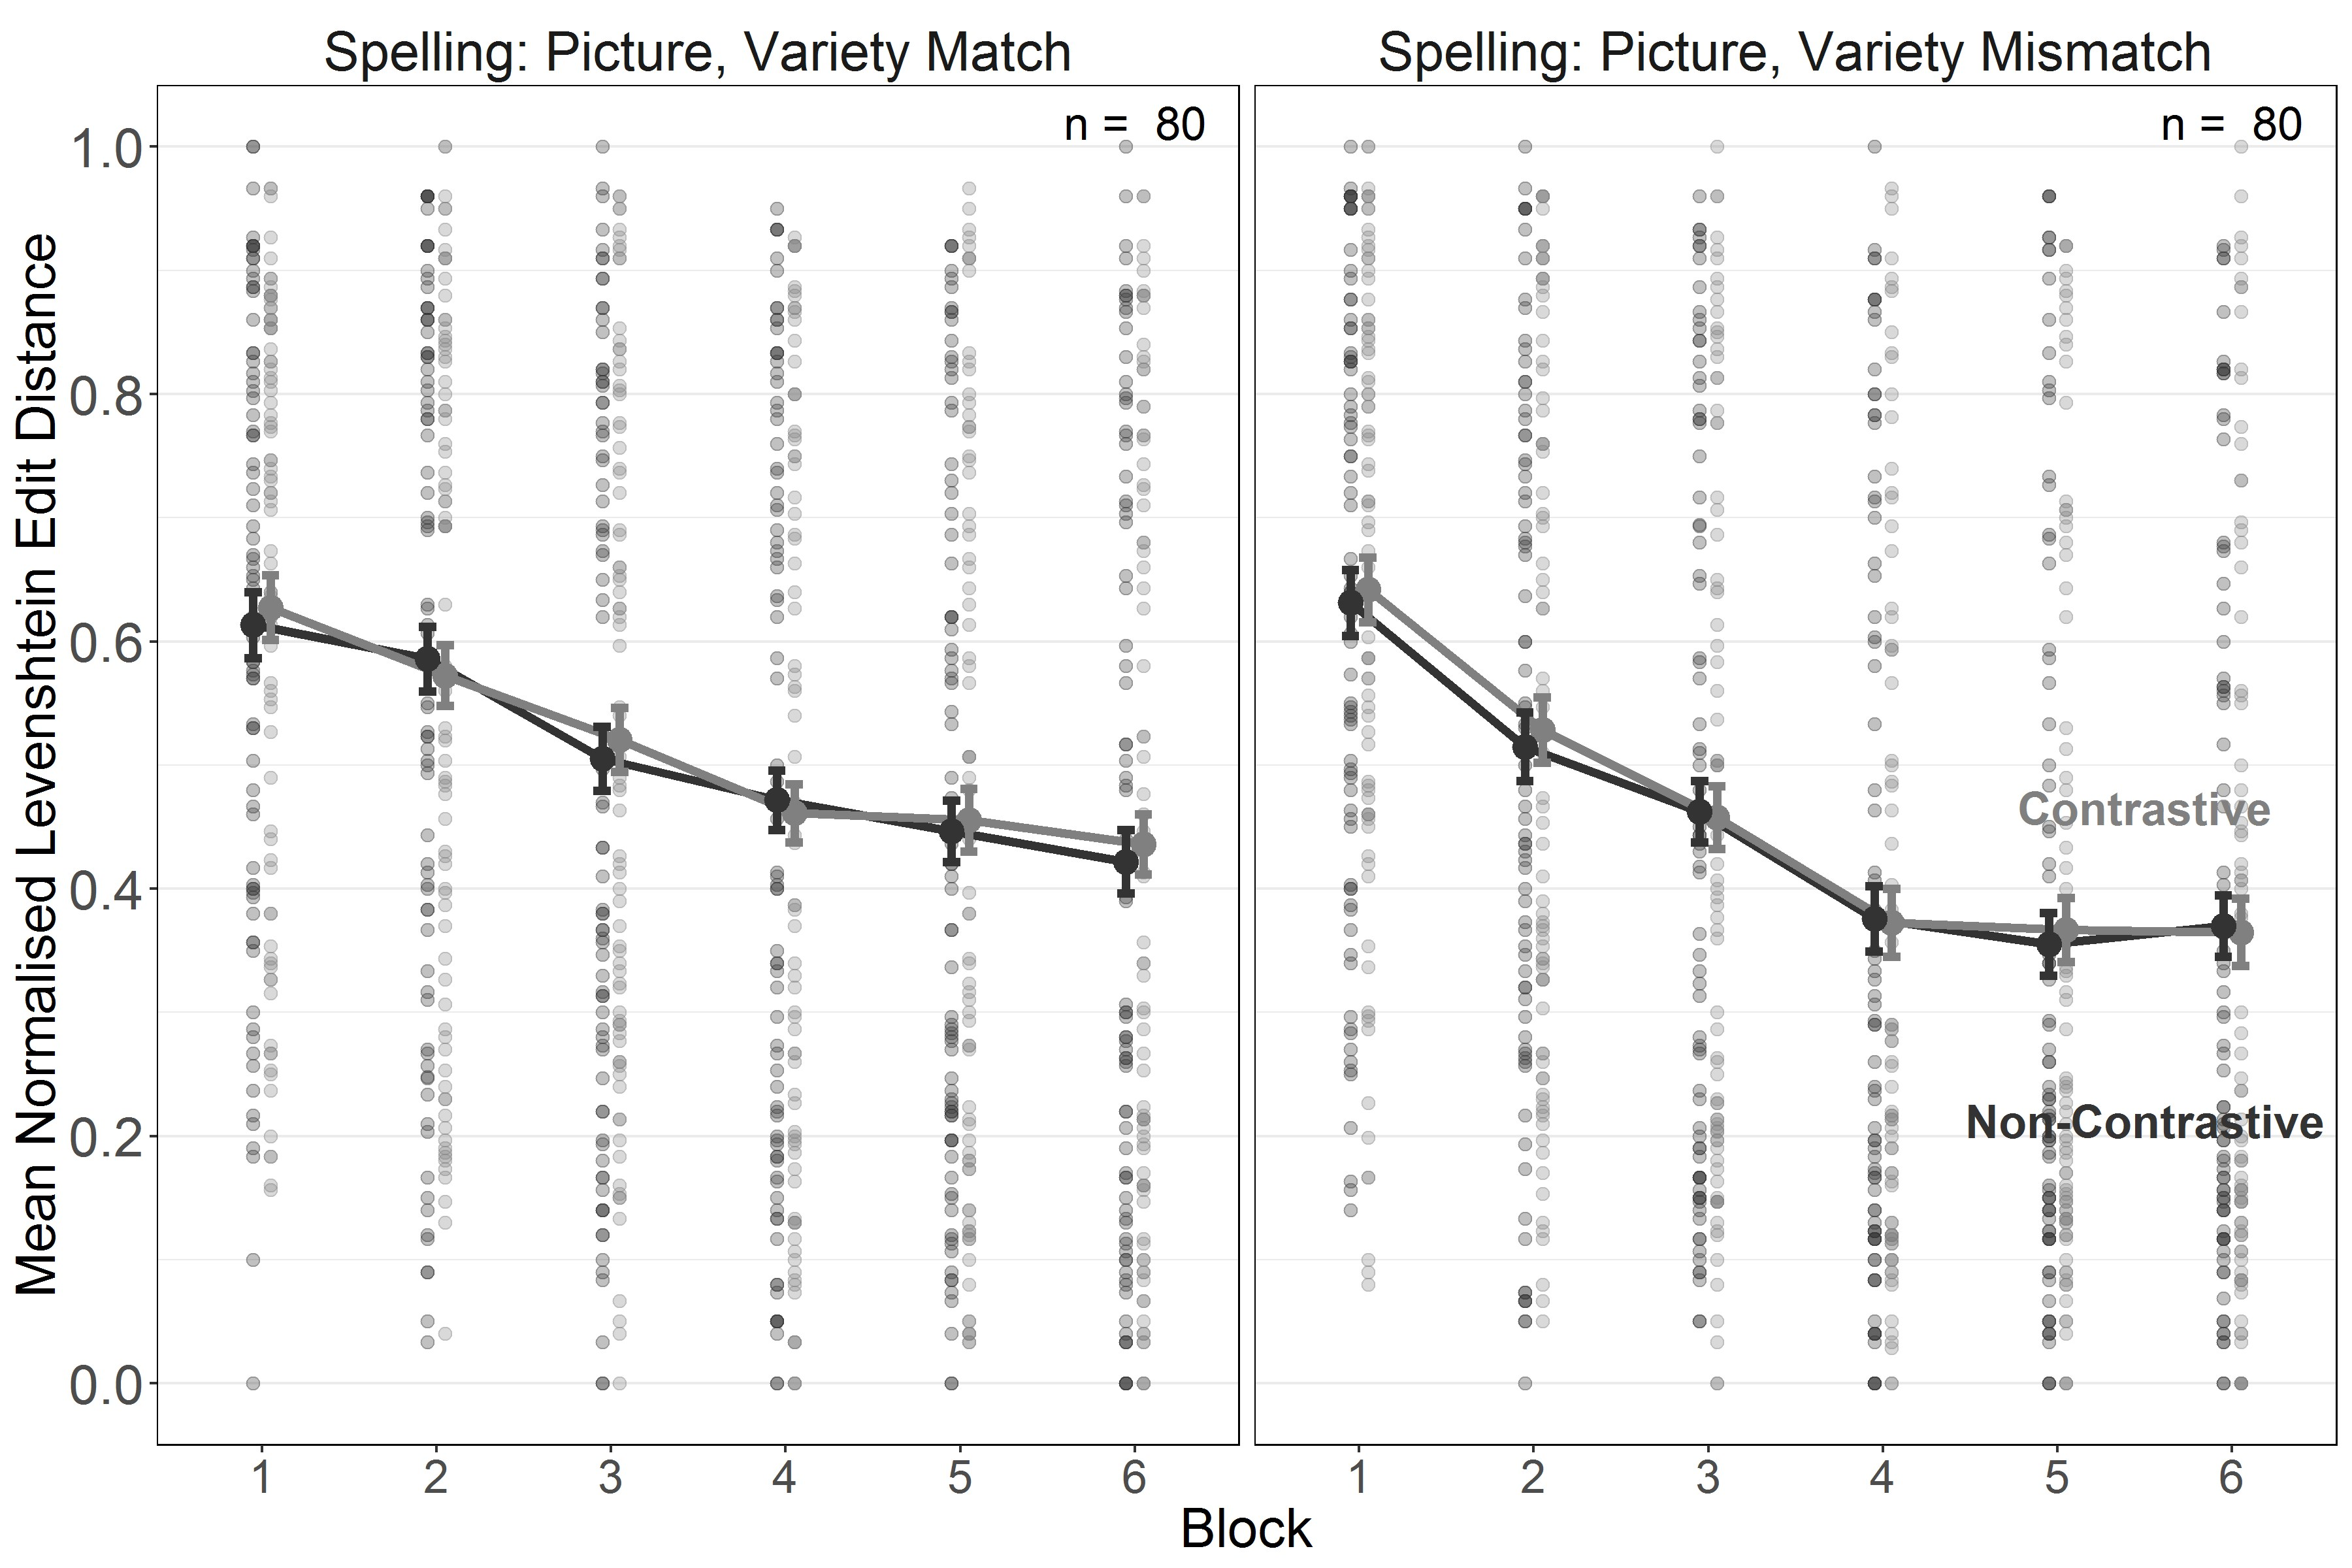 Spelling: Picture, Variety Match
Spelling: Picture, Variety Mismatch
n = 80
n = 80
Mean Normalised Levenshtein Edit Distance
1.0
0.8
0.6
0.4
0.2
0.0
Contrastive
Non-Contrastive
1 2 3 4 5 6
1 2 3 4 5 6
Block